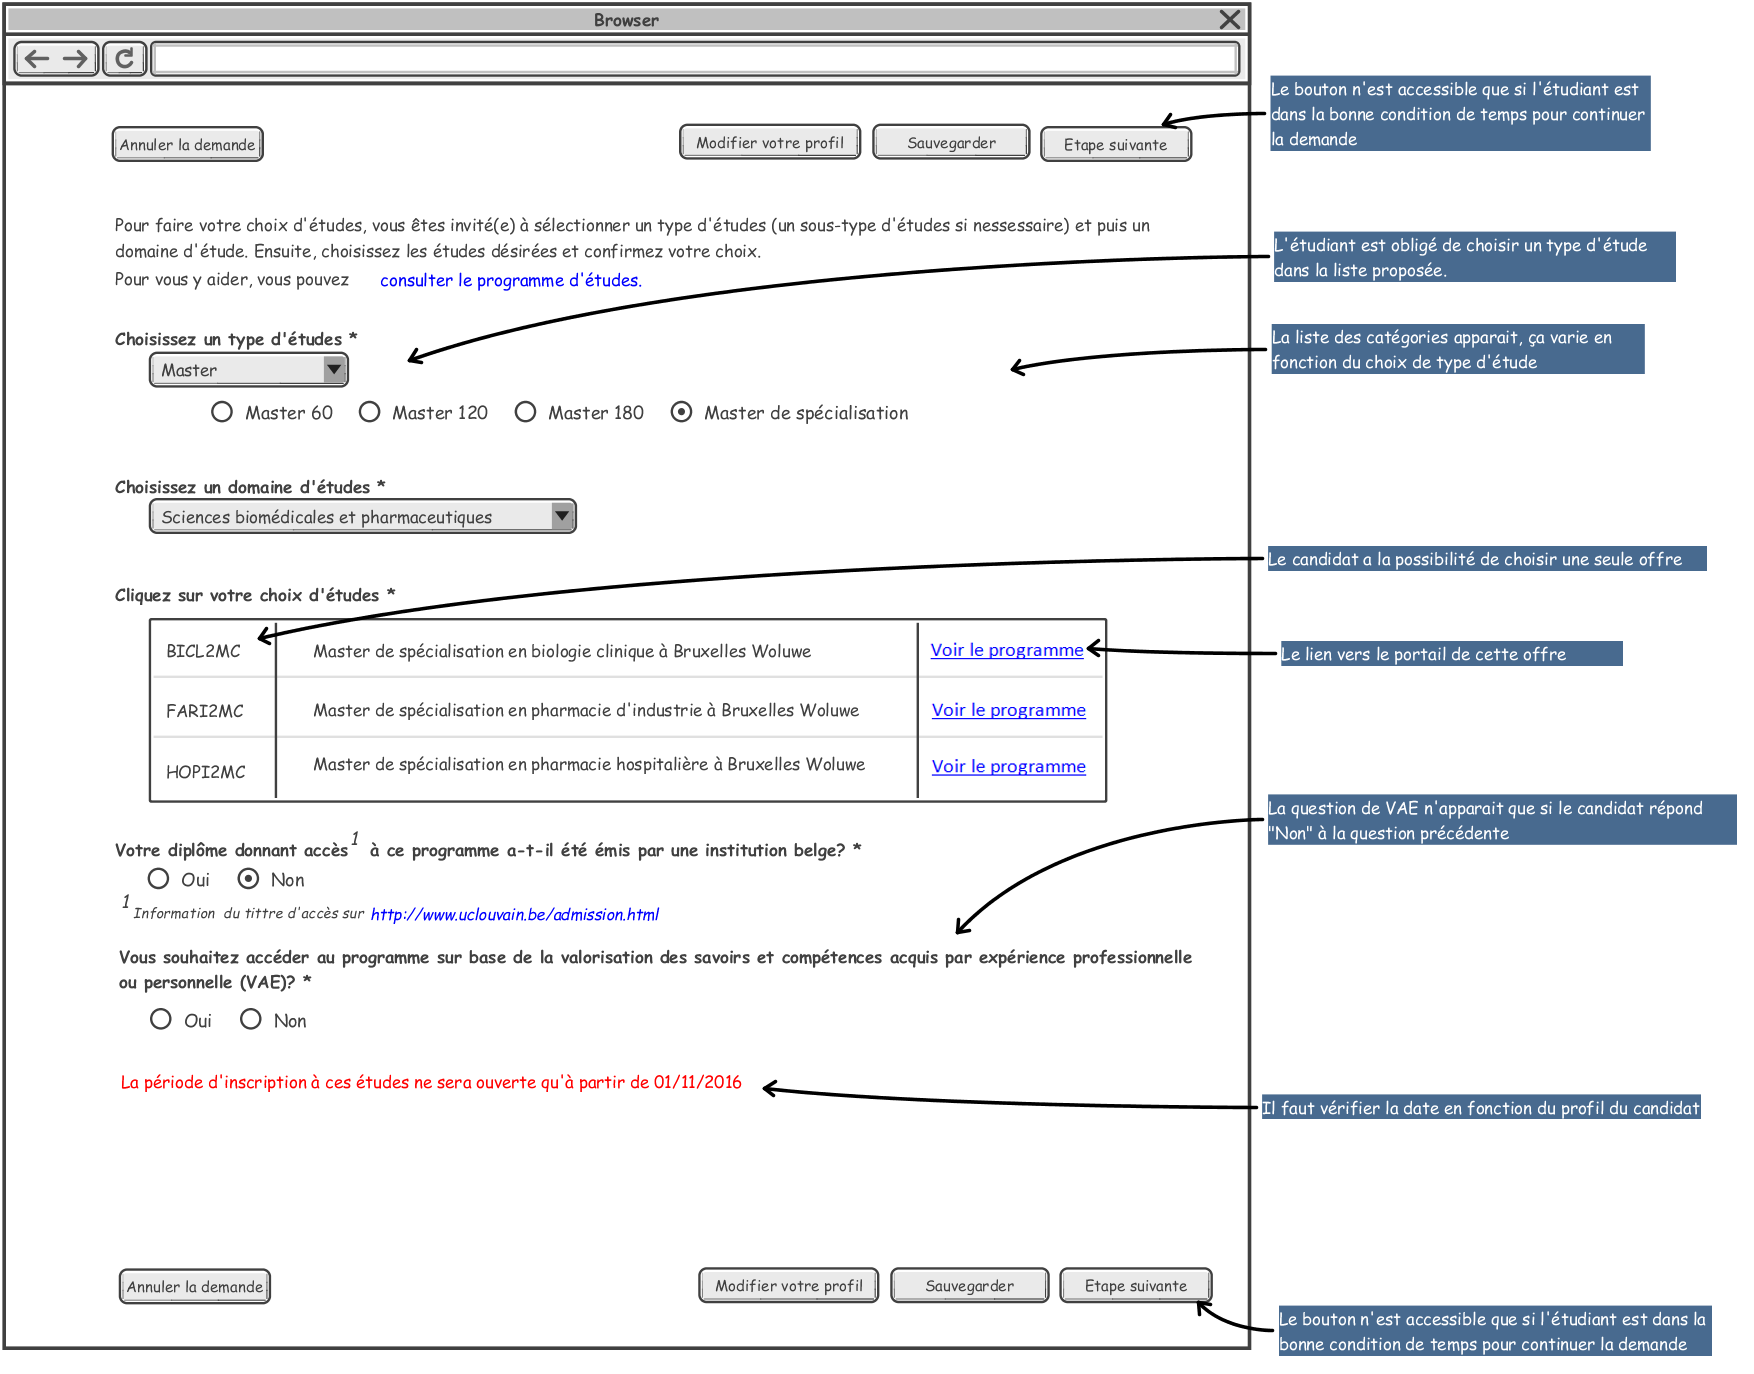 Browser
Annuler la demande
Modifier votre profil
Sauvegarder
Etape suivante
Le bouton n'est accessible que si l'étudiant est
dans la bonne condition de temps pour continuer
la demande
Pour faire votre choix d'études, vous êtes invité(e) à sélectionner un type d'études (un sous-type d'études si nessessaire) et puis un
domaine d'étude. Ensuite, choisissez les études désirées et confirmez votre choix.
Pour vous y aider, vous pouvez consulter le programme d'études.
L'étudiant est obligé de choisir un type d'étude
dans la liste proposée.
Choisissez un type d'études *
Master
La liste des catégories apparait, ça varie en
fonction du choix de type d'étude
Master 60
Master 120
Master 180
Master de spécialisation
Choisissez un domaine d'études *
Sciences biomédicales et pharmaceutiques
Le candidat a la possibilité de choisir une seule offre
Cliquez sur votre choix d'études *
BICL2MC Master de spécialisation en biologie clinique à Bruxelles Woluwe Voir le programme
Le lien vers le portail de cette offre
FARI2MC Master de spécialisation en pharmacie d'industrie à Bruxelles Woluwe Voir le programme
HOPI2MC Master de spécialisation en pharmacie hospitalière à Bruxelles Woluwe Voir le programme
La question de VAE n'apparait que si le candidat répond
"Non" à la question précédente
Votre diplôme donnant accès 1 à ce programme a-t-il été émis par une institution belge? *
Oui
Non
1 Information du tittre d'accès sur http://www.uclouvain.be/admission.html
Vous souhaitez accéder au programme sur base de la valorisation des savoirs et compétences acquis par expérience professionnelle
ou personnelle (VAE)? *
Oui
Non
La période d'inscription à ces études ne sera ouverte qu'à partir de 01/11/2016
Il faut vérifier la date en fonction du profil du candidat
Annuler la demande
Modifier votre profil
Sauvegarder
Etape suivante
Le bouton n'est accessible que si l'étudiant est dans la
bonne condition de temps pour continuer la demande